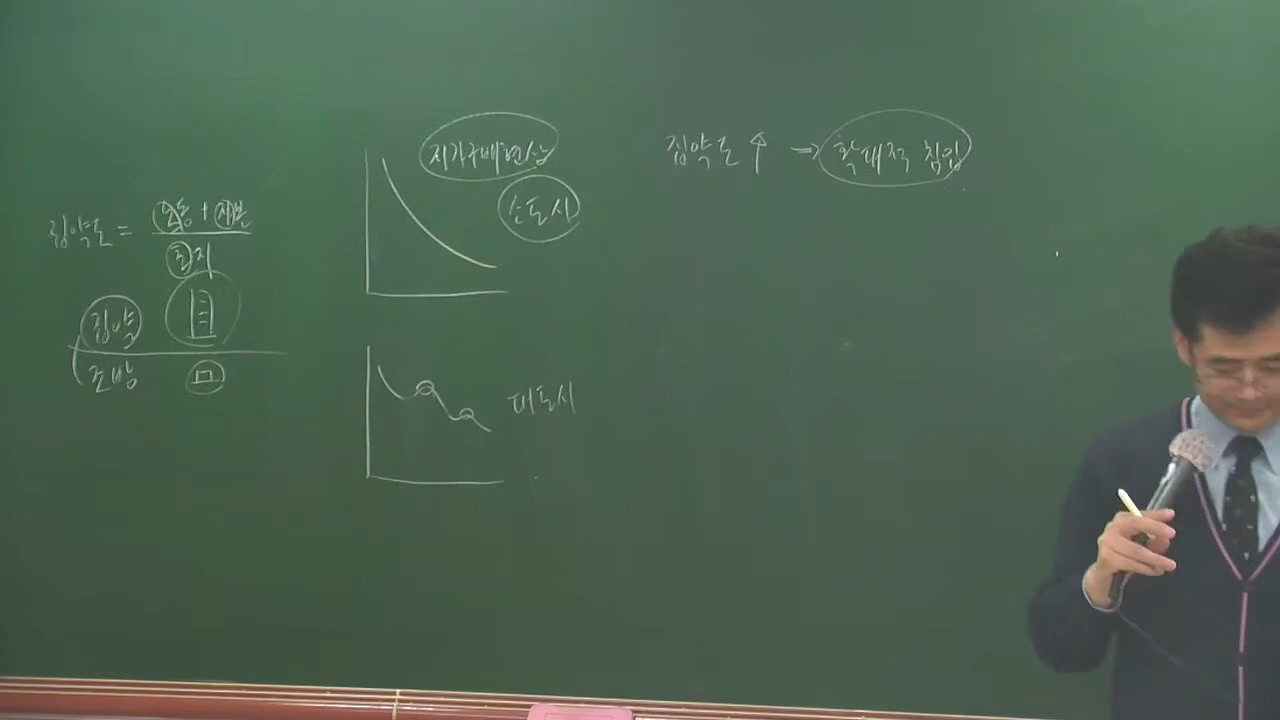 집약도 = 노동 + 자본
토지
집약
조방
지가구배현상
소도시
대도시
집약도 ↑ → 확대적 침입